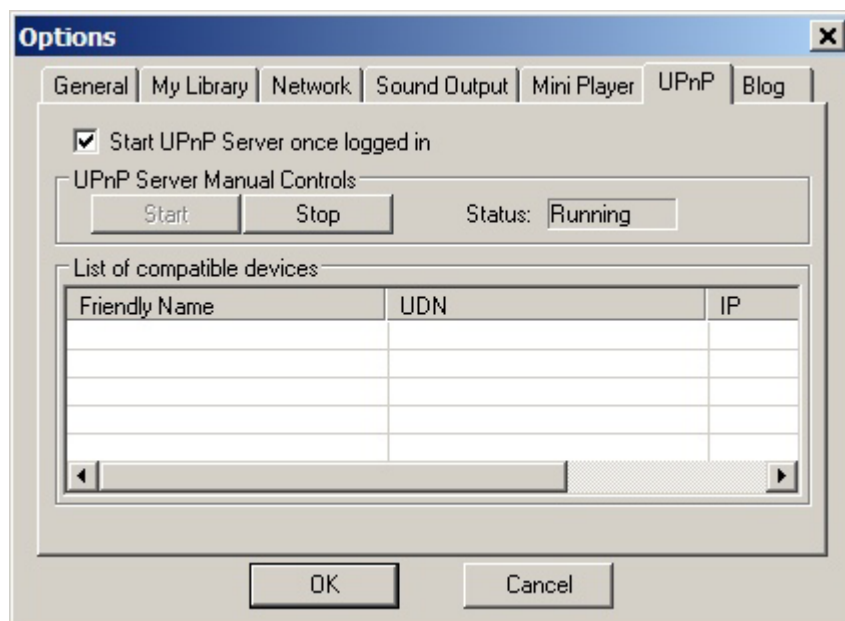 Options
General My Library Network Sound Output Mini Player UPnP Blog
Start UPnP Server once logged in
UPnP Server Manual Controls
Start Stop Status: Running
List of compatible devices
Friendly Name UDN IP
OK Cancel